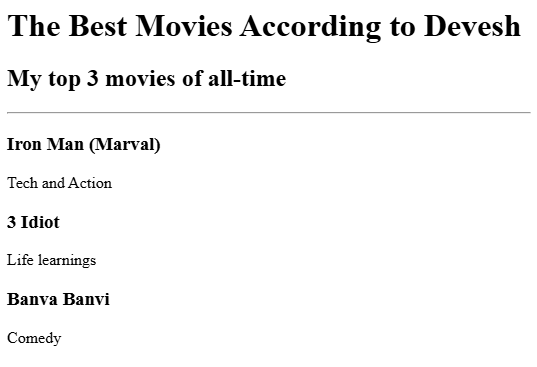 The Best Movies According to Devesh
My top 3 movies of all-time
Iron Man (Marval)
Tech and Action
3 Idiot
Life learnings
Banva Banvi
Comedy